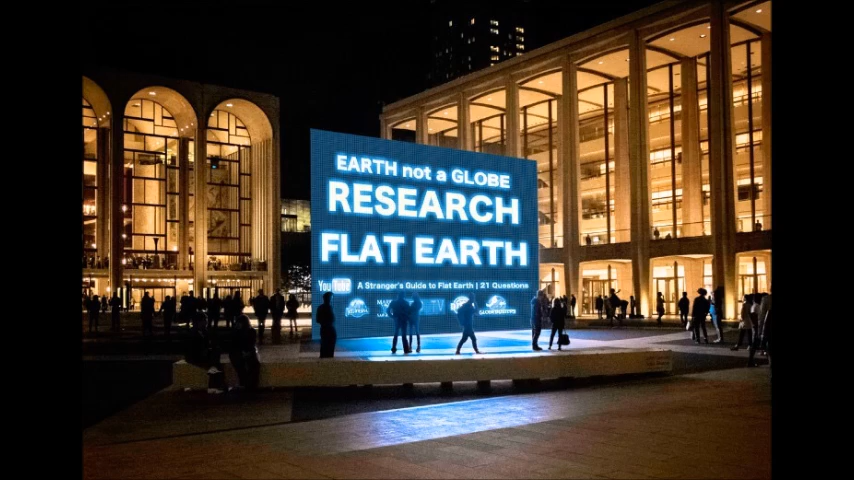 EARTH not a GLOBE
RESEARCH
FLAT EARTH
YouTube A Stranger's Guide to Flat Earth | 21 Questions